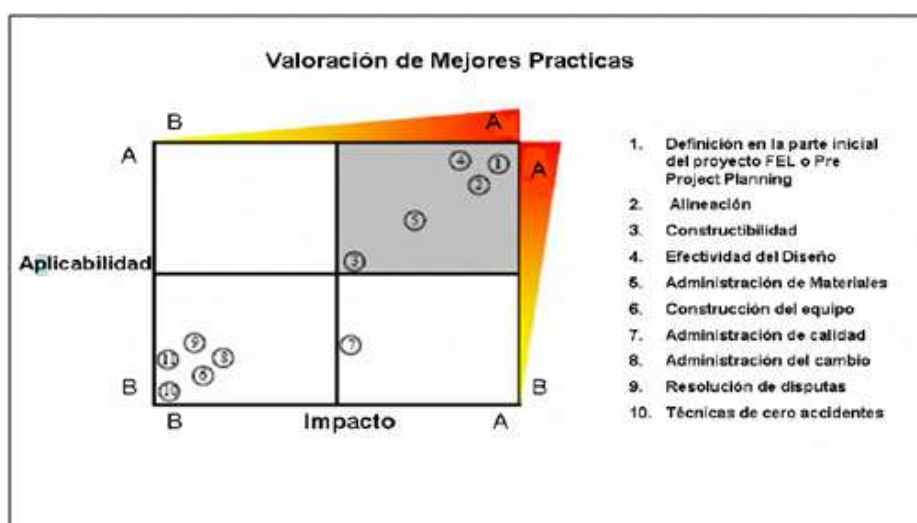 Valoración de Mejores Practicas
B
A
A
A
4
1
2
5
3
Aplicabilidad
9
7
11
8
6
10
B
B
B
Impacto
A
1. Definición en la parte inicial
del proyecto FEL o Pre
Project Planning
2. Alineación
3. Constructibilidad
4. Efectividad del Diseño
5. Administración de Materiales
6. Construcción del equipo
7. Administración de calidad
8. Administración del cambio
9. Resolución de disputas
10. Técnicas de cero accidentes